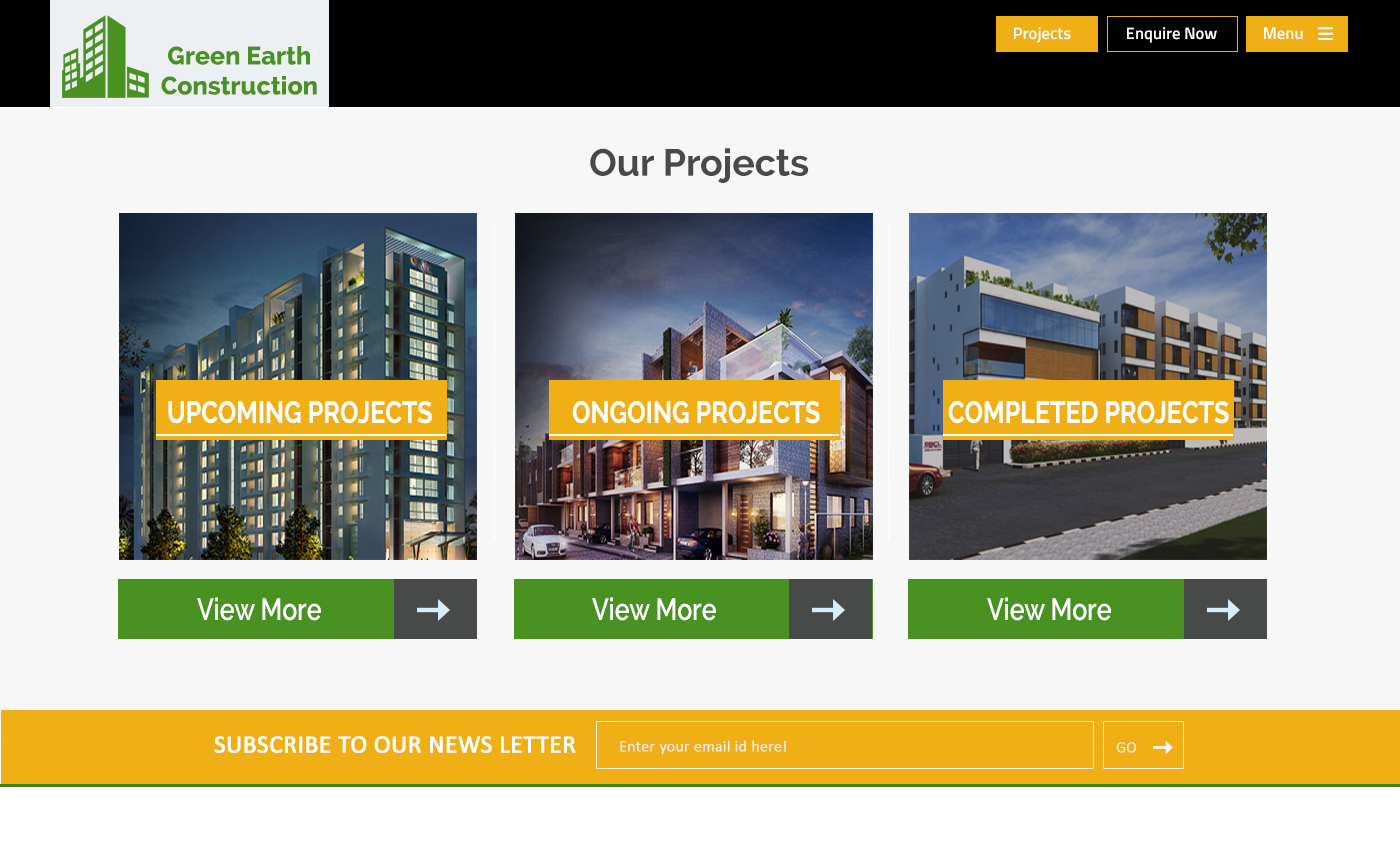 Green Earth
Construction
Projects
Enquire Now
Menu
Our Projects
UPCOMING PROJECTS
ONGOING PROJECTS
COMPLETED PROJECTS
View More
View More
View More
SUBSCRIBE TO OUR NEWS LETTER
Enter your email id here!
GO